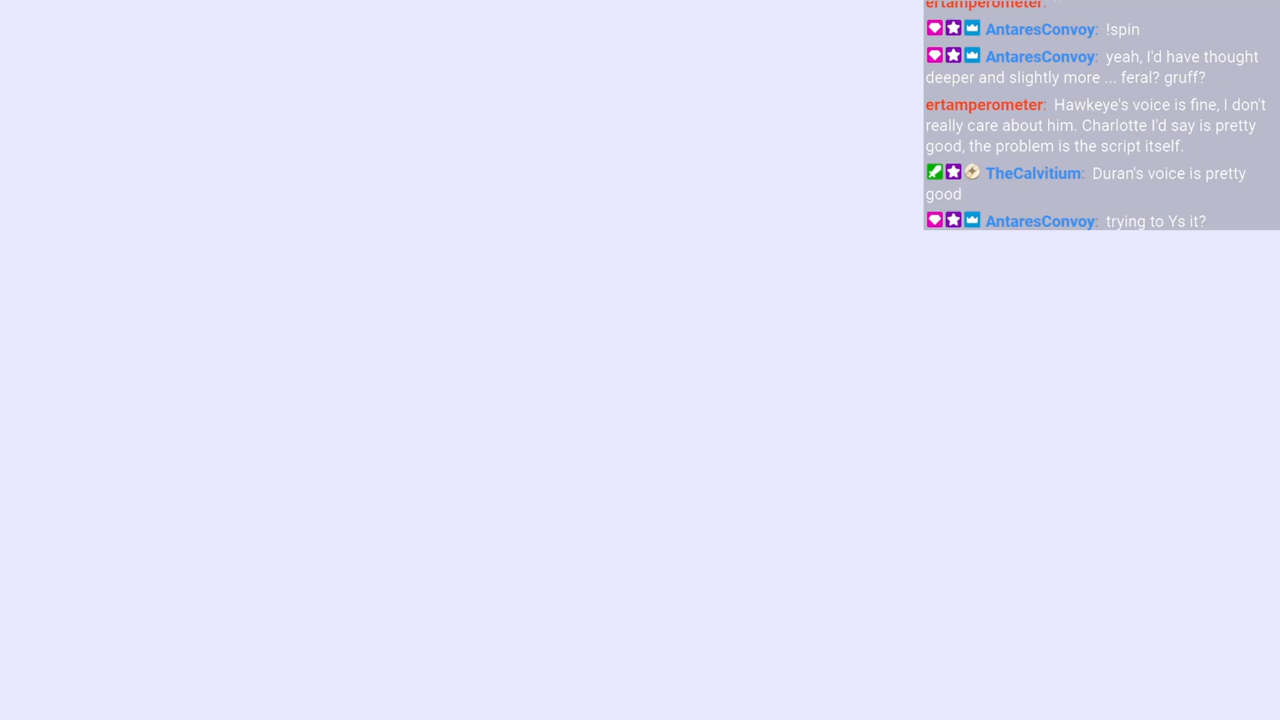 ertamperometer: ^^
AntaresConvoy: !spin
AntaresConvoy: yeah, I'd have thought
deeper and slightly more ... feral? gruff?
ertamperometer: Hawkeye's voice is fine, I don't
really care about him. Charlotte I'd say is pretty
good, the problem is the script itself.
TheCalvitium: Duran's voice is pretty
good
AntaresConvoy: trying to Ys it?